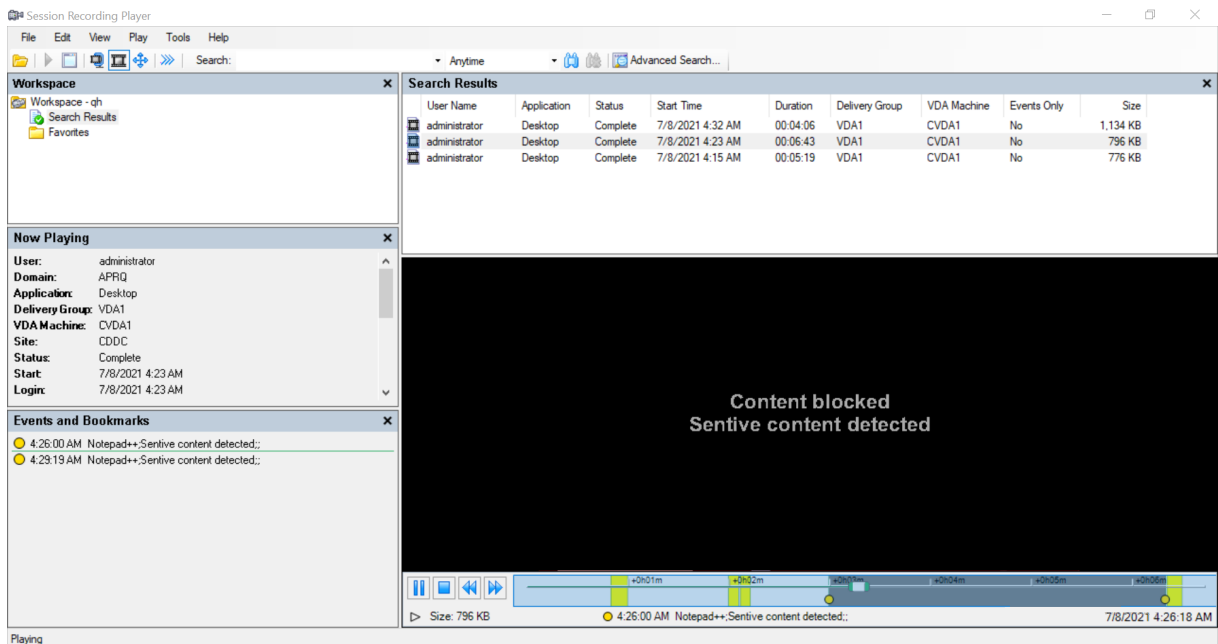 Session Recording Player
File Edit View Play Tools Help
Search: Anytime Advanced Search...
Workspace
Workspace - qh
Search Results
Favorites
Search Results
User Name Application Status Start Time Duration Delivery Group VDA Machine Events Only Size
administrator Desktop Complete 7/8/2021 4:32 AM 00:04:06 VDA1 CVDA1 No 1,134 KB
administrator Desktop Complete 7/8/2021 4:23 AM 00:06:43 VDA1 CVDA1 No 796 KB
administrator Desktop Complete 7/8/2021 4:15 AM 00:05:19 VDA1 CVDA1 No 776 KB
Now Playing
User: administrator
Domain: APRQ
Application: Desktop
Delivery Group: VDA1
VDA Machine: CVDA1
Site: CDDC
Status: Complete
Start: 7/8/2021 4:23 AM
Login: 7/8/2021 4:23 AM
Events and Bookmarks
4:26:00 AM Notepad++;Sentive content detected;;
4:29:19 AM Notepad++;Sentive content detected;;
Content blocked
Sentive content detected
+0h01m +0h02m +0h03m +0h04m +0h05m +0h06m
Size: 796 KB 4:26:00 AM Notepad++;Sentive content detected;; 7/8/2021 4:26:18 AM
Playing